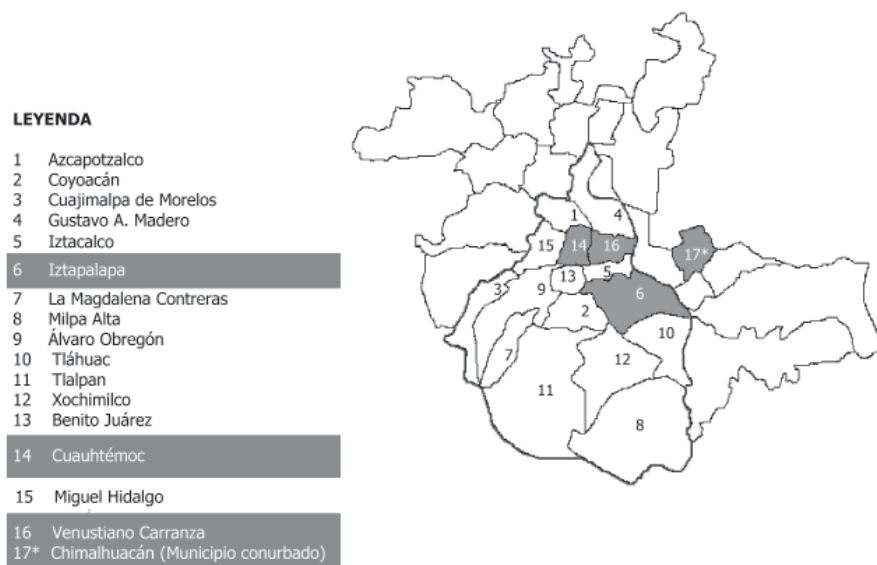 LEYENDA
1 Azcapotzalco
2 Coyoacán
3 Cuajimalpa de Morelos
4 Gustavo A. Madero
5 Iztacalco
6 Iztapalapa
7 La Magdalena Contreras
8 Milpa Alta
9 Álvaro Obregón
10 Tláhuac
11 Tlalpan
12 Xochimilco
13 Benito Juárez
14 Cuauhtémoc
15 Miguel Hidalgo
16 Venustiano Carranza
17* Chimalhuacán (Municipio conurbado)
1
4
15
14
16
17*
3
9
13
5
6
2
7
12
10
11
8